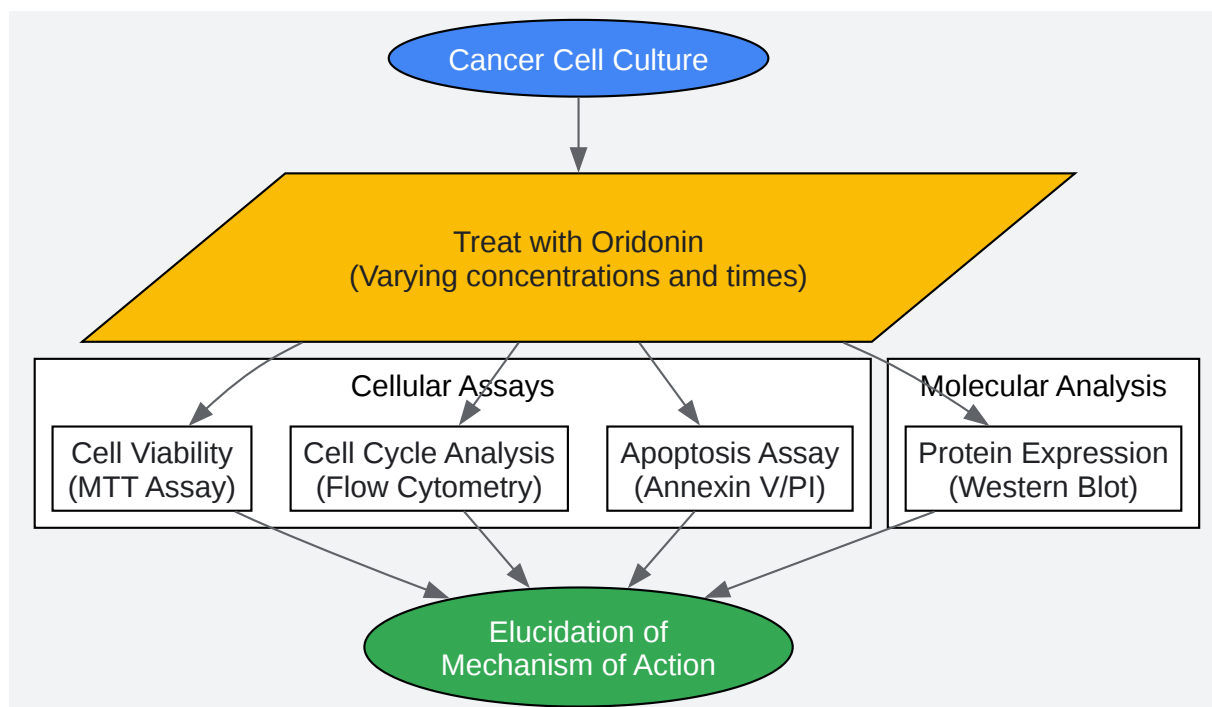 Cancer Cell Culture
Treat with Oridonin
(Varying concentrations and times)
Cellular Assays
Cell Viability
(MTT Assay)
Cell Cycle Analysis
(Flow Cytometry)
Apoptosis Assay
(Annexin V/PI)
Molecular Analysis
Protein Expression
(Western Blot)
Elucidation of
Mechanism of Action